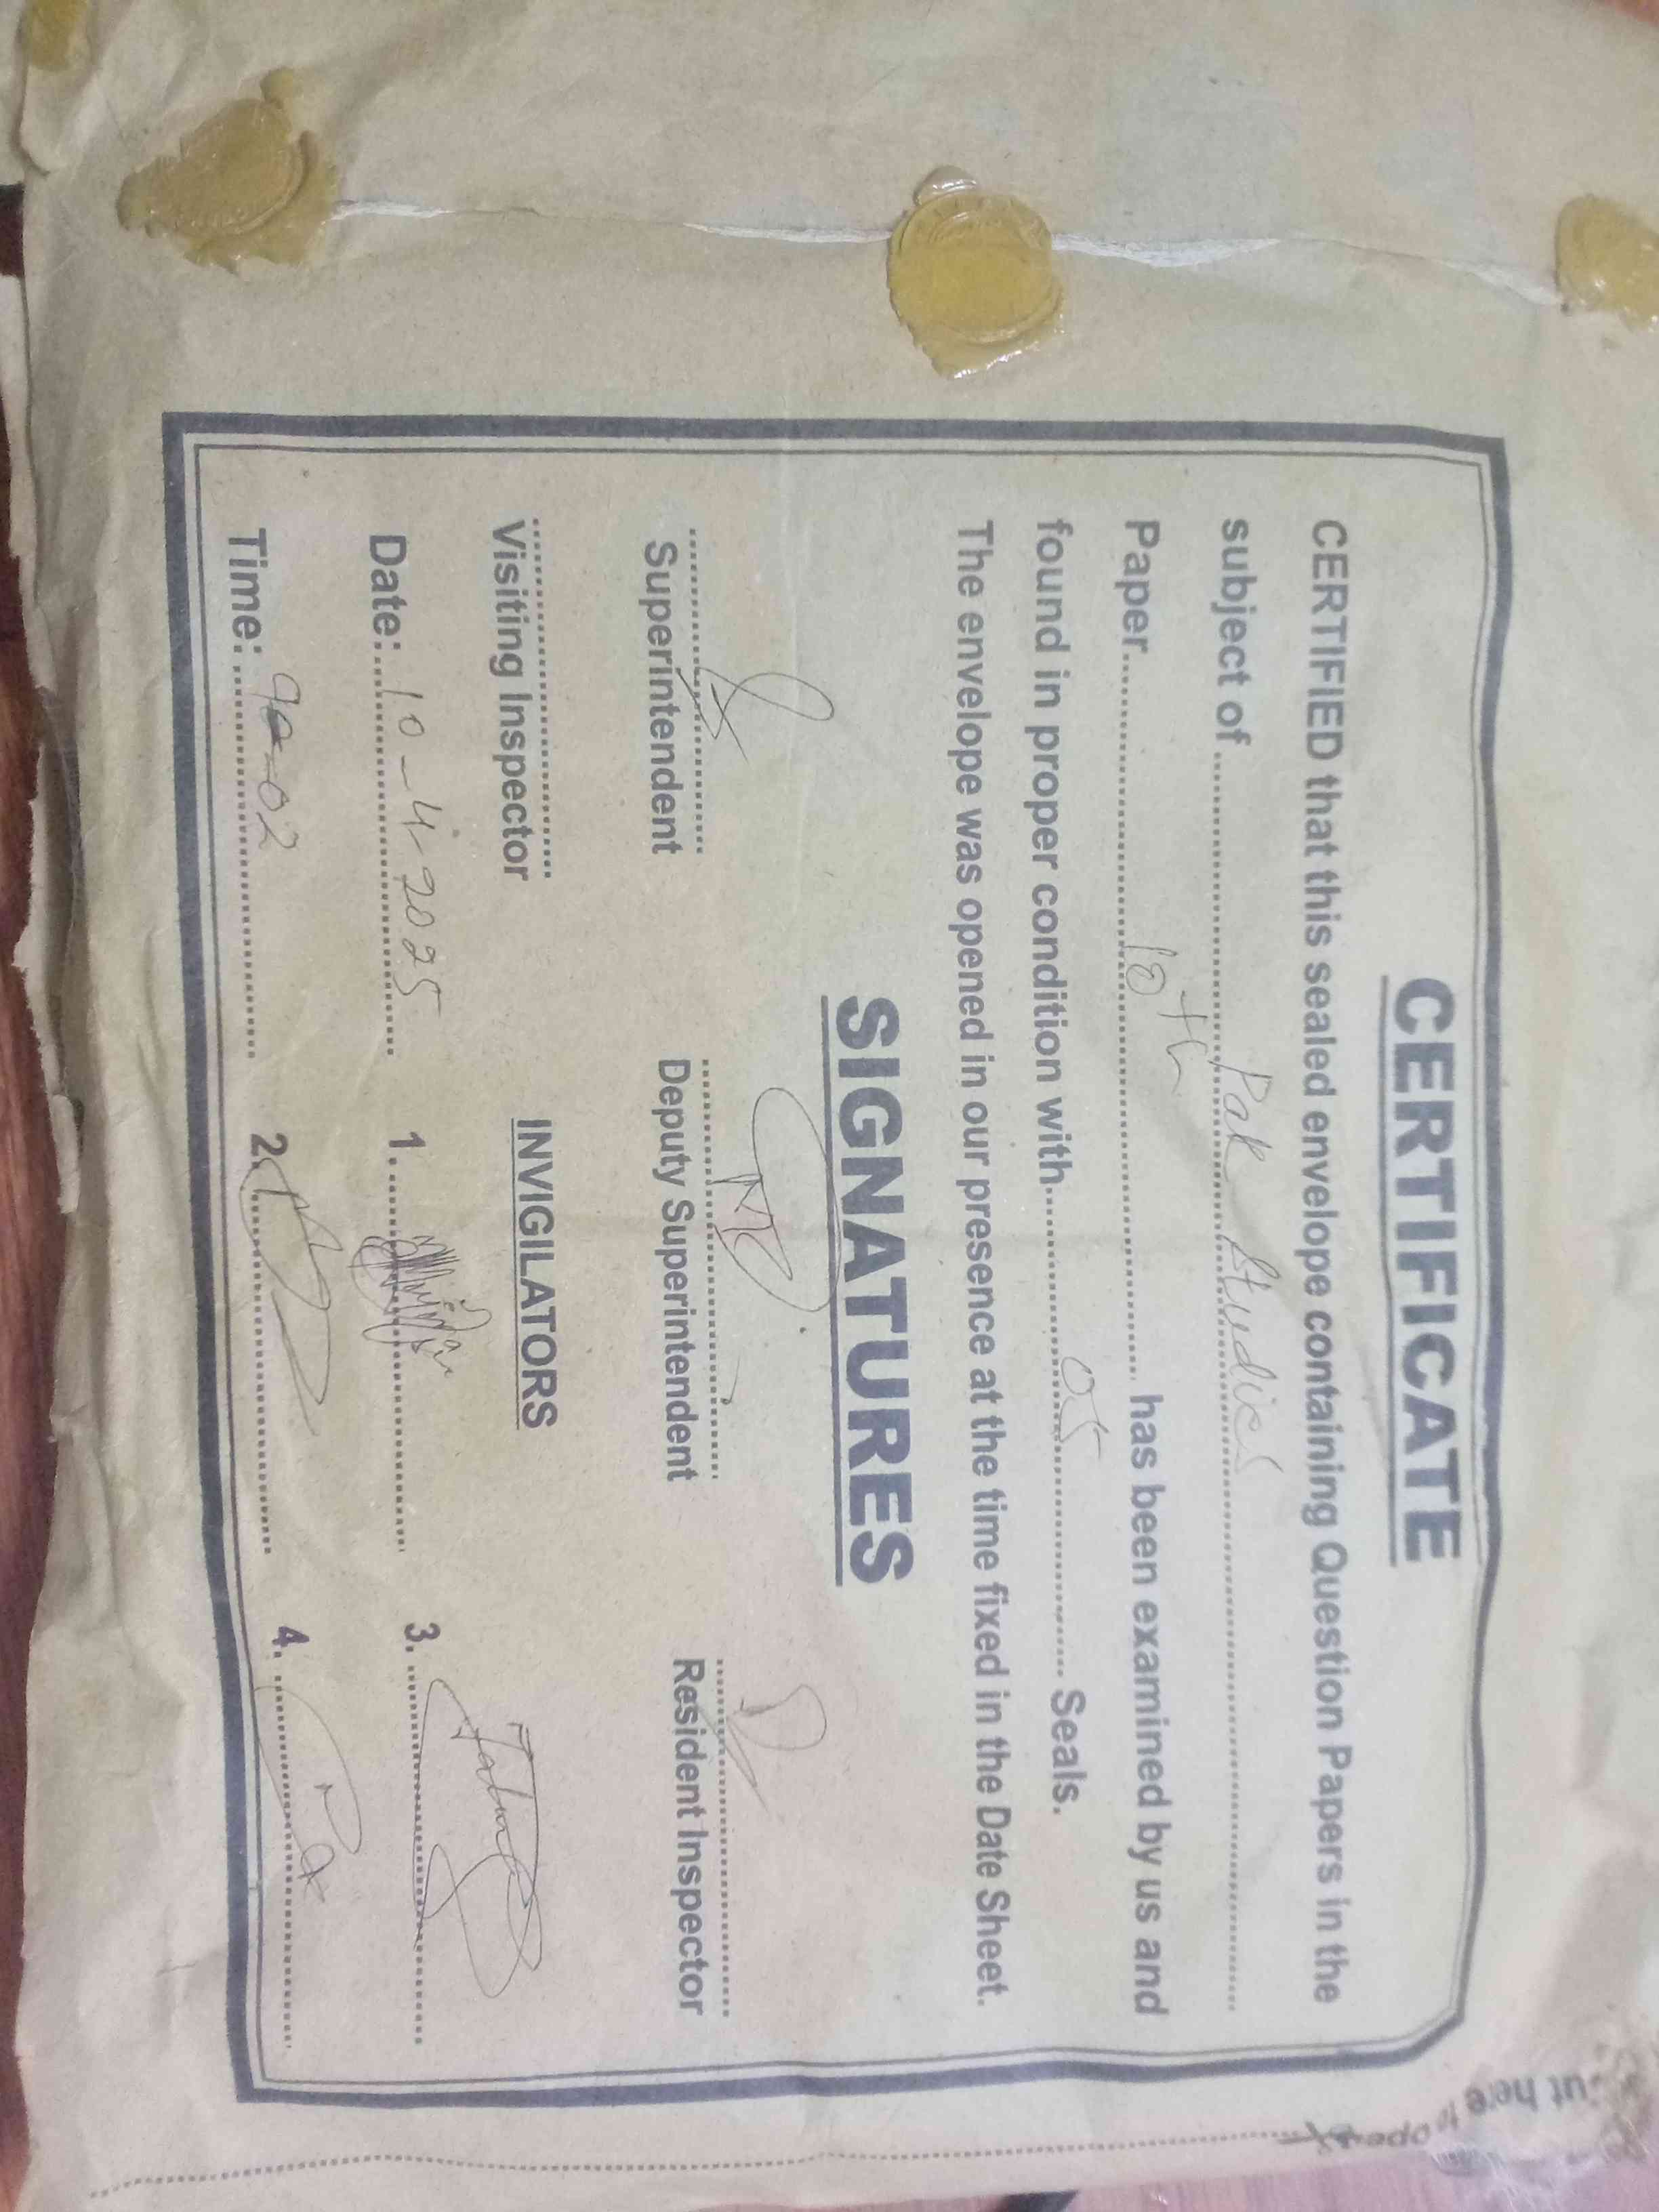 CERTIFICATE
CERTIFIED that this sealed envelope containing Question Papers in the
subject of Pak Studies
Paper 10th has been examined by us and
found in proper condition with 05 Seals.
The envelope was opened in our presence at the time fixed in the Date Sheet.
SIGNATURES
Superintendent Deputy Superintendent Resident Inspector
Visiting Inspector
INVIGILATORS
Date: 10-4-2025 1. 3.
Time: 2. 4.
ut here to ope